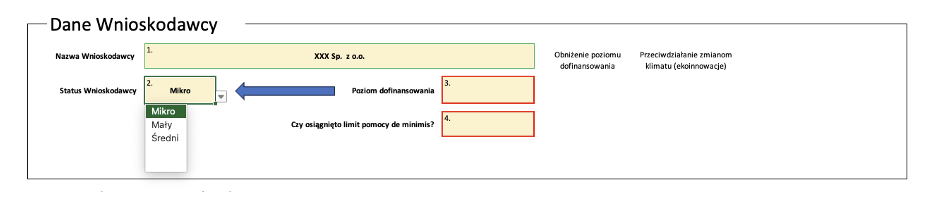 Dane Wnioskodawcy
Nazwa Wnioskodawcy
1.
XXX Sp. z o.o.
Obniżenie poziomu
dofinansowania
Przeciwdziałanie zmianom
klimatu (ekoinnowacje)
Status Wnioskodawcy
2.
Mikro
Poziom dofinansowania
3.
Mikro
Mały
Średni
Czy osiągnięto limit pomocy de minimis?
4.